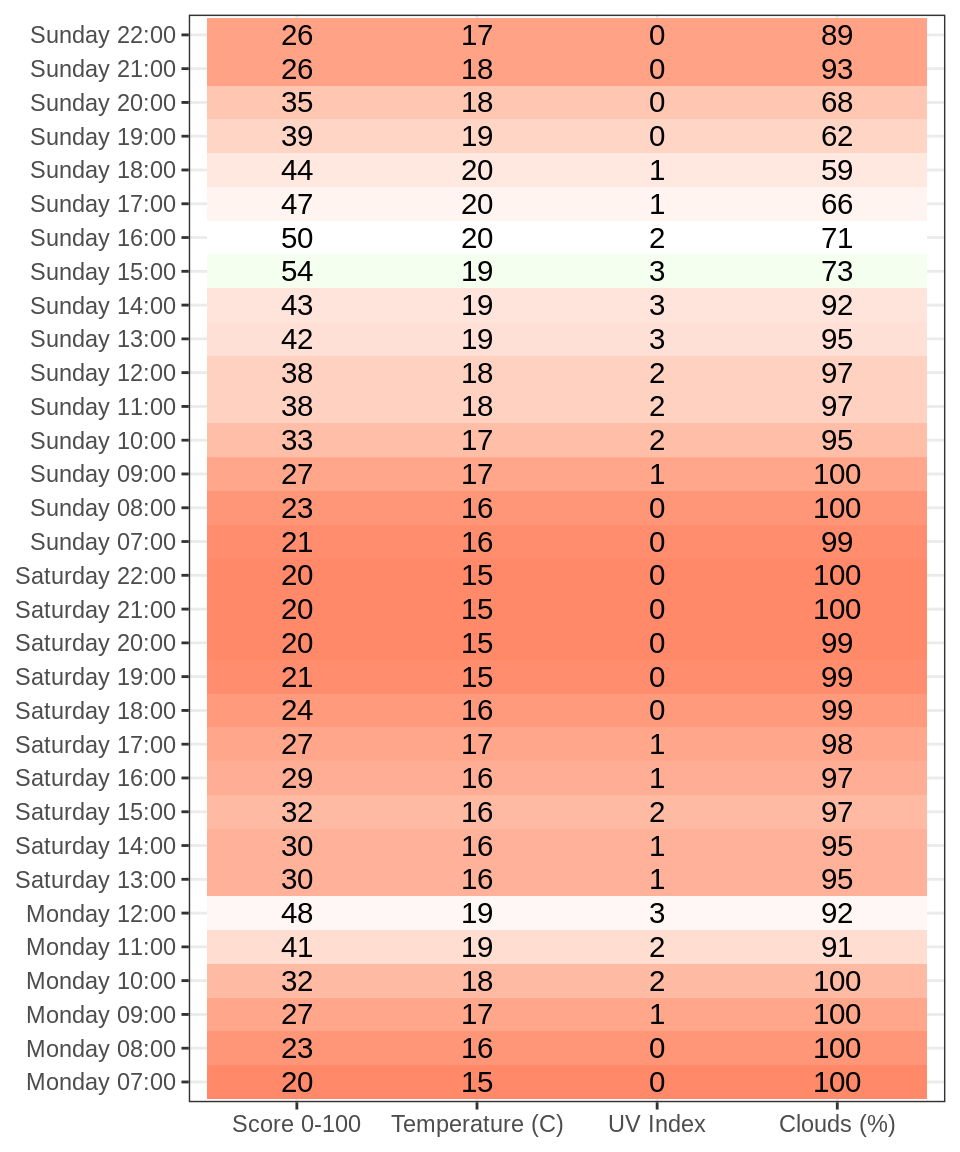 Sunday 22:00 26 17 0 89
Sunday 21:00 26 18 0 93
Sunday 20:00 35 18 0 68
Sunday 19:00 39 19 0 62
Sunday 18:00 44 20 1 59
Sunday 17:00 47 20 1 66
Sunday 16:00 50 20 2 71
Sunday 15:00 54 19 3 73
Sunday 14:00 43 19 3 92
Sunday 13:00 42 19 3 95
Sunday 12:00 38 18 2 97
Sunday 11:00 38 18 2 97
Sunday 10:00 33 17 2 95
Sunday 09:00 27 17 1 100
Sunday 08:00 23 16 0 100
Sunday 07:00 21 16 0 99
Saturday 22:00 20 15 0 100
Saturday 21:00 20 15 0 100
Saturday 20:00 20 15 0 99
Saturday 19:00 21 15 0 99
Saturday 18:00 24 16 0 99
Saturday 17:00 27 17 1 98
Saturday 16:00 29 16 1 97
Saturday 15:00 32 16 2 97
Saturday 14:00 30 16 1 95
Saturday 13:00 30 16 1 95
Monday 12:00 48 19 3 92
Monday 11:00 41 19 2 91
Monday 10:00 32 18 2 100
Monday 09:00 27 17 1 100
Monday 08:00 23 16 0 100
Monday 07:00 20 15 0 100
Score 0-100 Temperature (C) UV Index Clouds (%)